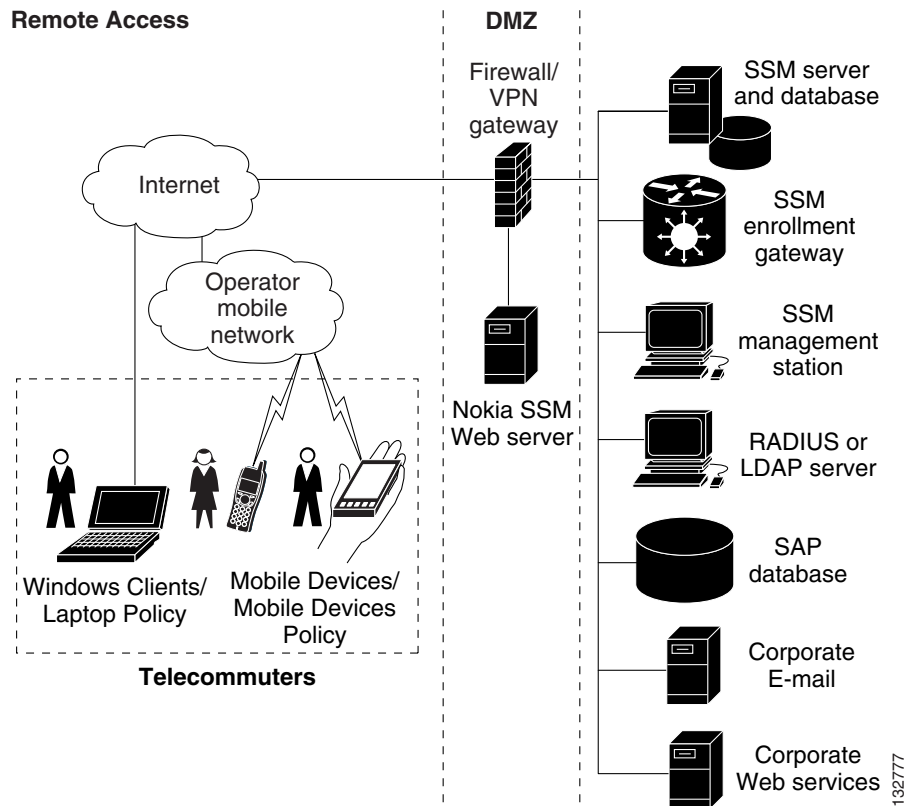 Remote Access
DMZ
Firewall/
VPN
gateway
Internet
Operator
mobile
network
Nokia SSM
Web server
Windows Clients/
Laptop Policy
Mobile Devices/
Mobile Devices
Policy
Telecommuters
SSM server
and database
SSM
enrollment
gateway
SSM
management
station
RADIUS or
LDAP server
SAP
database
Corporate
E-mail
Corporate
Web services
132777